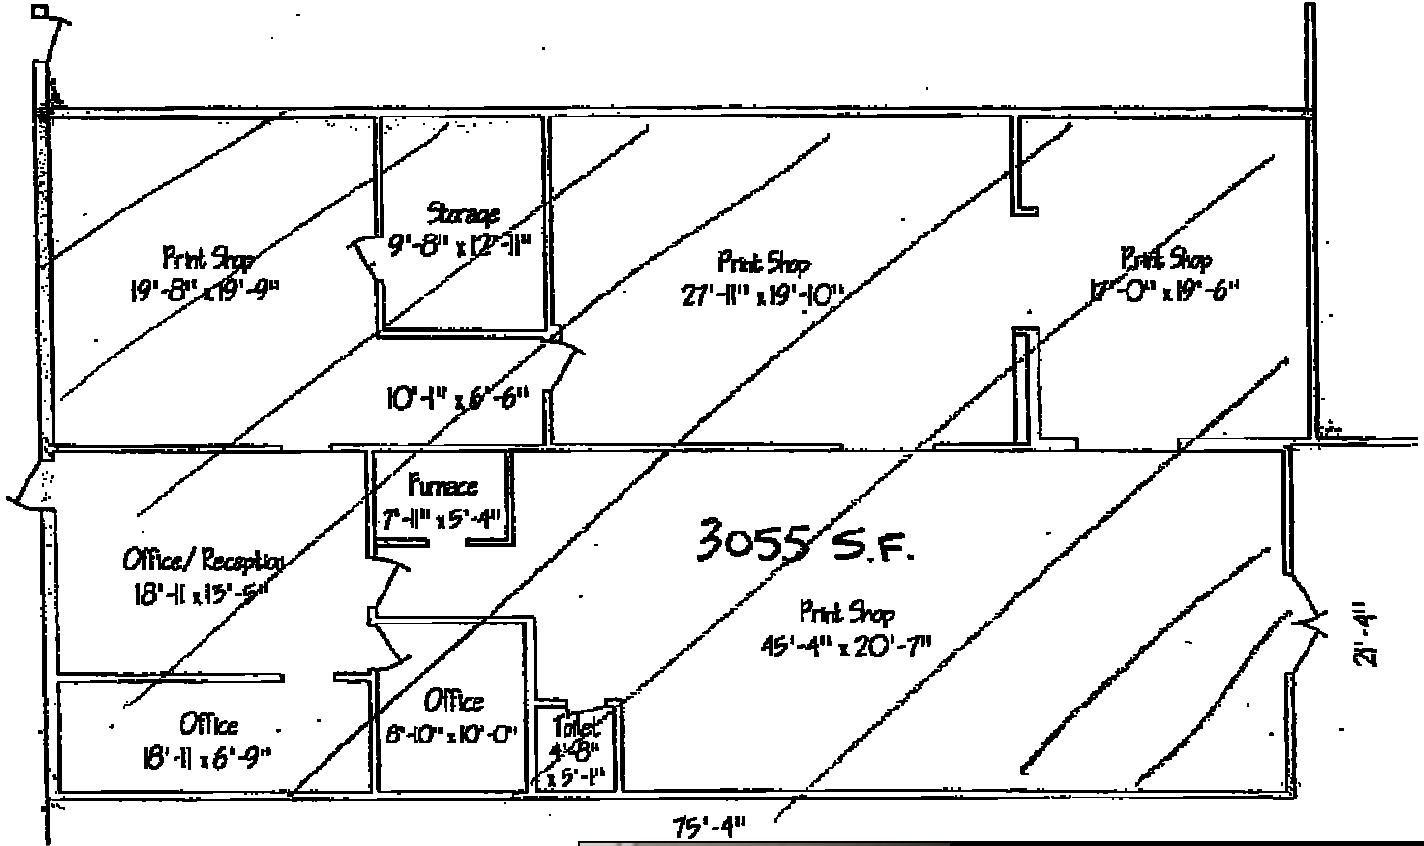 Storage
9'-8" x 12'-11"
Print Shop
19'-8" x 19'-9"
Print Shop
27'-11" x 19'-10"
Print Shop
17'-0" x 19'-6"
10'-1" x 6'-6"
Furnace
7'-11" x 5'-4"
3055 S.F.
Office/ Reception
18'-11 x 13'-5"
Print Shop
45'-4" x 20'-7"
21'-4"
Office
18'-11 x 6'-9"
Office
8'-10" x 10'-0"
Toilet
4'-8"
x 5'-1"
75'-4"